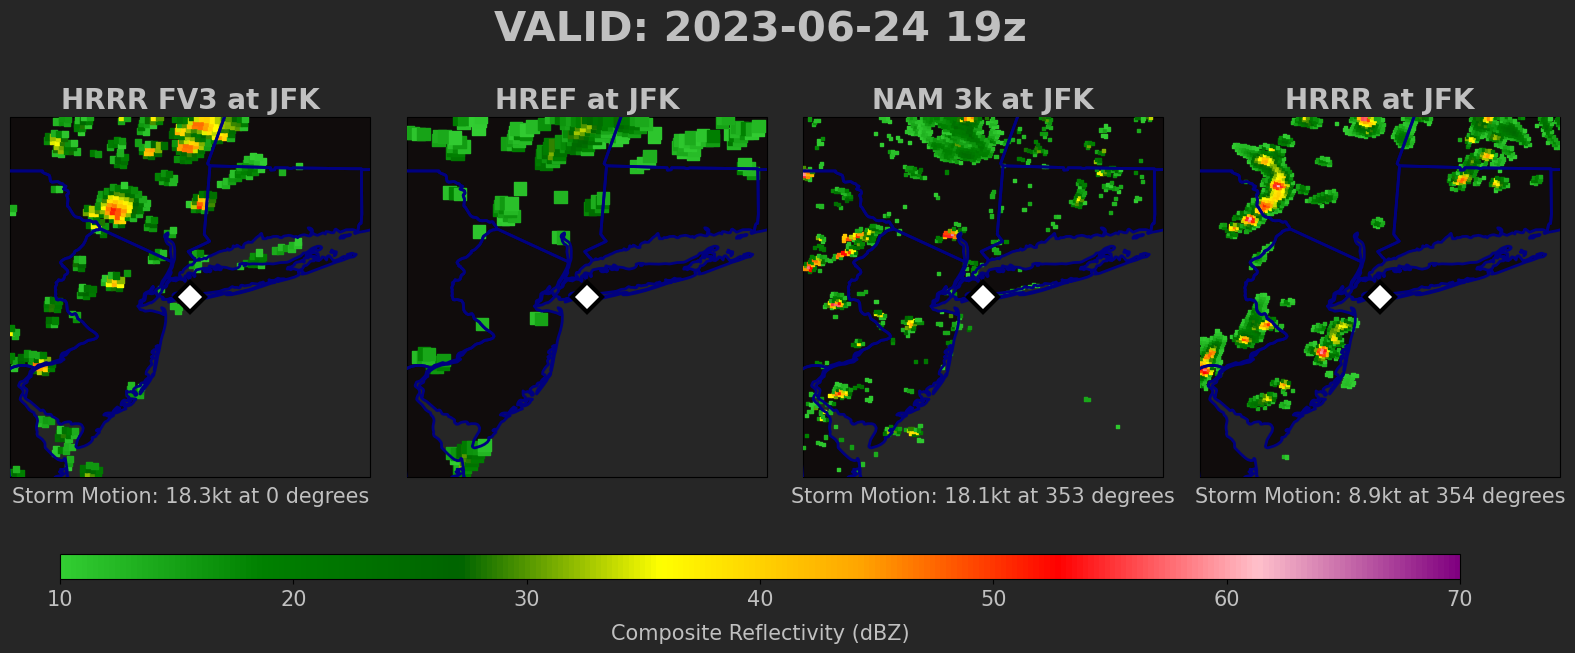 VALID: 2023-06-24 19z
HRRR FV3 at JFK
HREF at JFK
NAM 3k at JFK
HRRR at JFK
Storm Motion: 18.3kt at 0 degrees
Storm Motion: 18.1kt at 353 degrees
Storm Motion: 8.9kt at 354 degrees
10 20 30 40 50 60 70
Composite Reflectivity (dBZ)